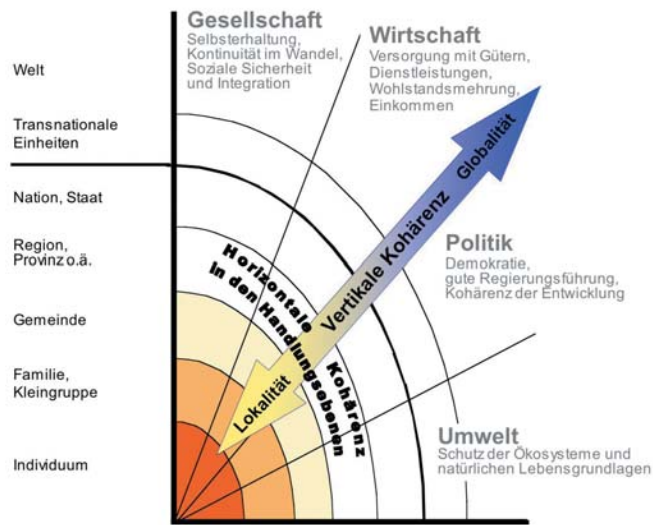 Gesellschaft
Selbsterhaltung,
Kontinuität im Wandel,
Soziale Sicherheit
und Integration
Wirtschaft
Versorgung mit Gütern,
Dienstleistungen,
Wohlstandsmehrung,
Einkommen
Welt
Transnationale
Einheiten
Nation, Staat
Region,
Provinz o.ä.
Gemeinde
Familie,
Kleingruppe
Individuum
Globalität
Vertikale Kohärenz
Lokalität
Horizontale Kohärenz
in den Handlungsebenen
Politik
Demokratie,
gute Regierungsführung,
Kohärenz der Entwicklung
Umwelt
Schutz der Ökosysteme und
natürlichen Lebensgrundlagen